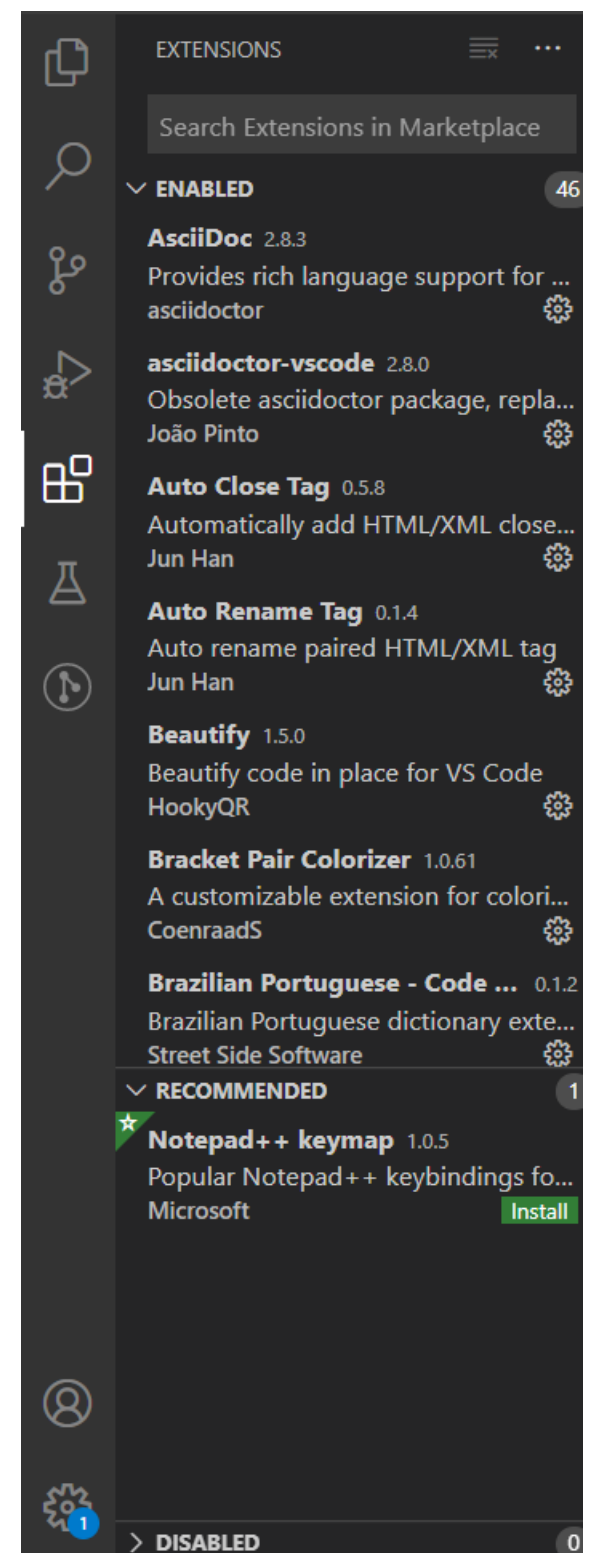 EXTENSIONS
Search Extensions in Marketplace
ENABLED 46
AsciiDoc 2.8.3
Provides rich language support for ...
asciidoctor
asciidoctor-vscode 2.8.0
Obsolete asciidoctor package, repla...
João Pinto
Auto Close Tag 0.5.8
Automatically add HTML/XML close...
Jun Han
Auto Rename Tag 0.1.4
Auto rename paired HTML/XML tag
Jun Han
Beautify 1.5.0
Beautify code in place for VS Code
HookyQR
Bracket Pair Colorizer 1.0.61
A customizable extension for colori...
CoenraadS
Brazilian Portuguese - Code ... 0.1.2
Brazilian Portuguese dictionary exte...
Street Side Software
RECOMMENDED 1
Notepad++ keymap 1.0.5
Popular Notepad++ keybindings fo...
Microsoft Install
1
DISABLED 0